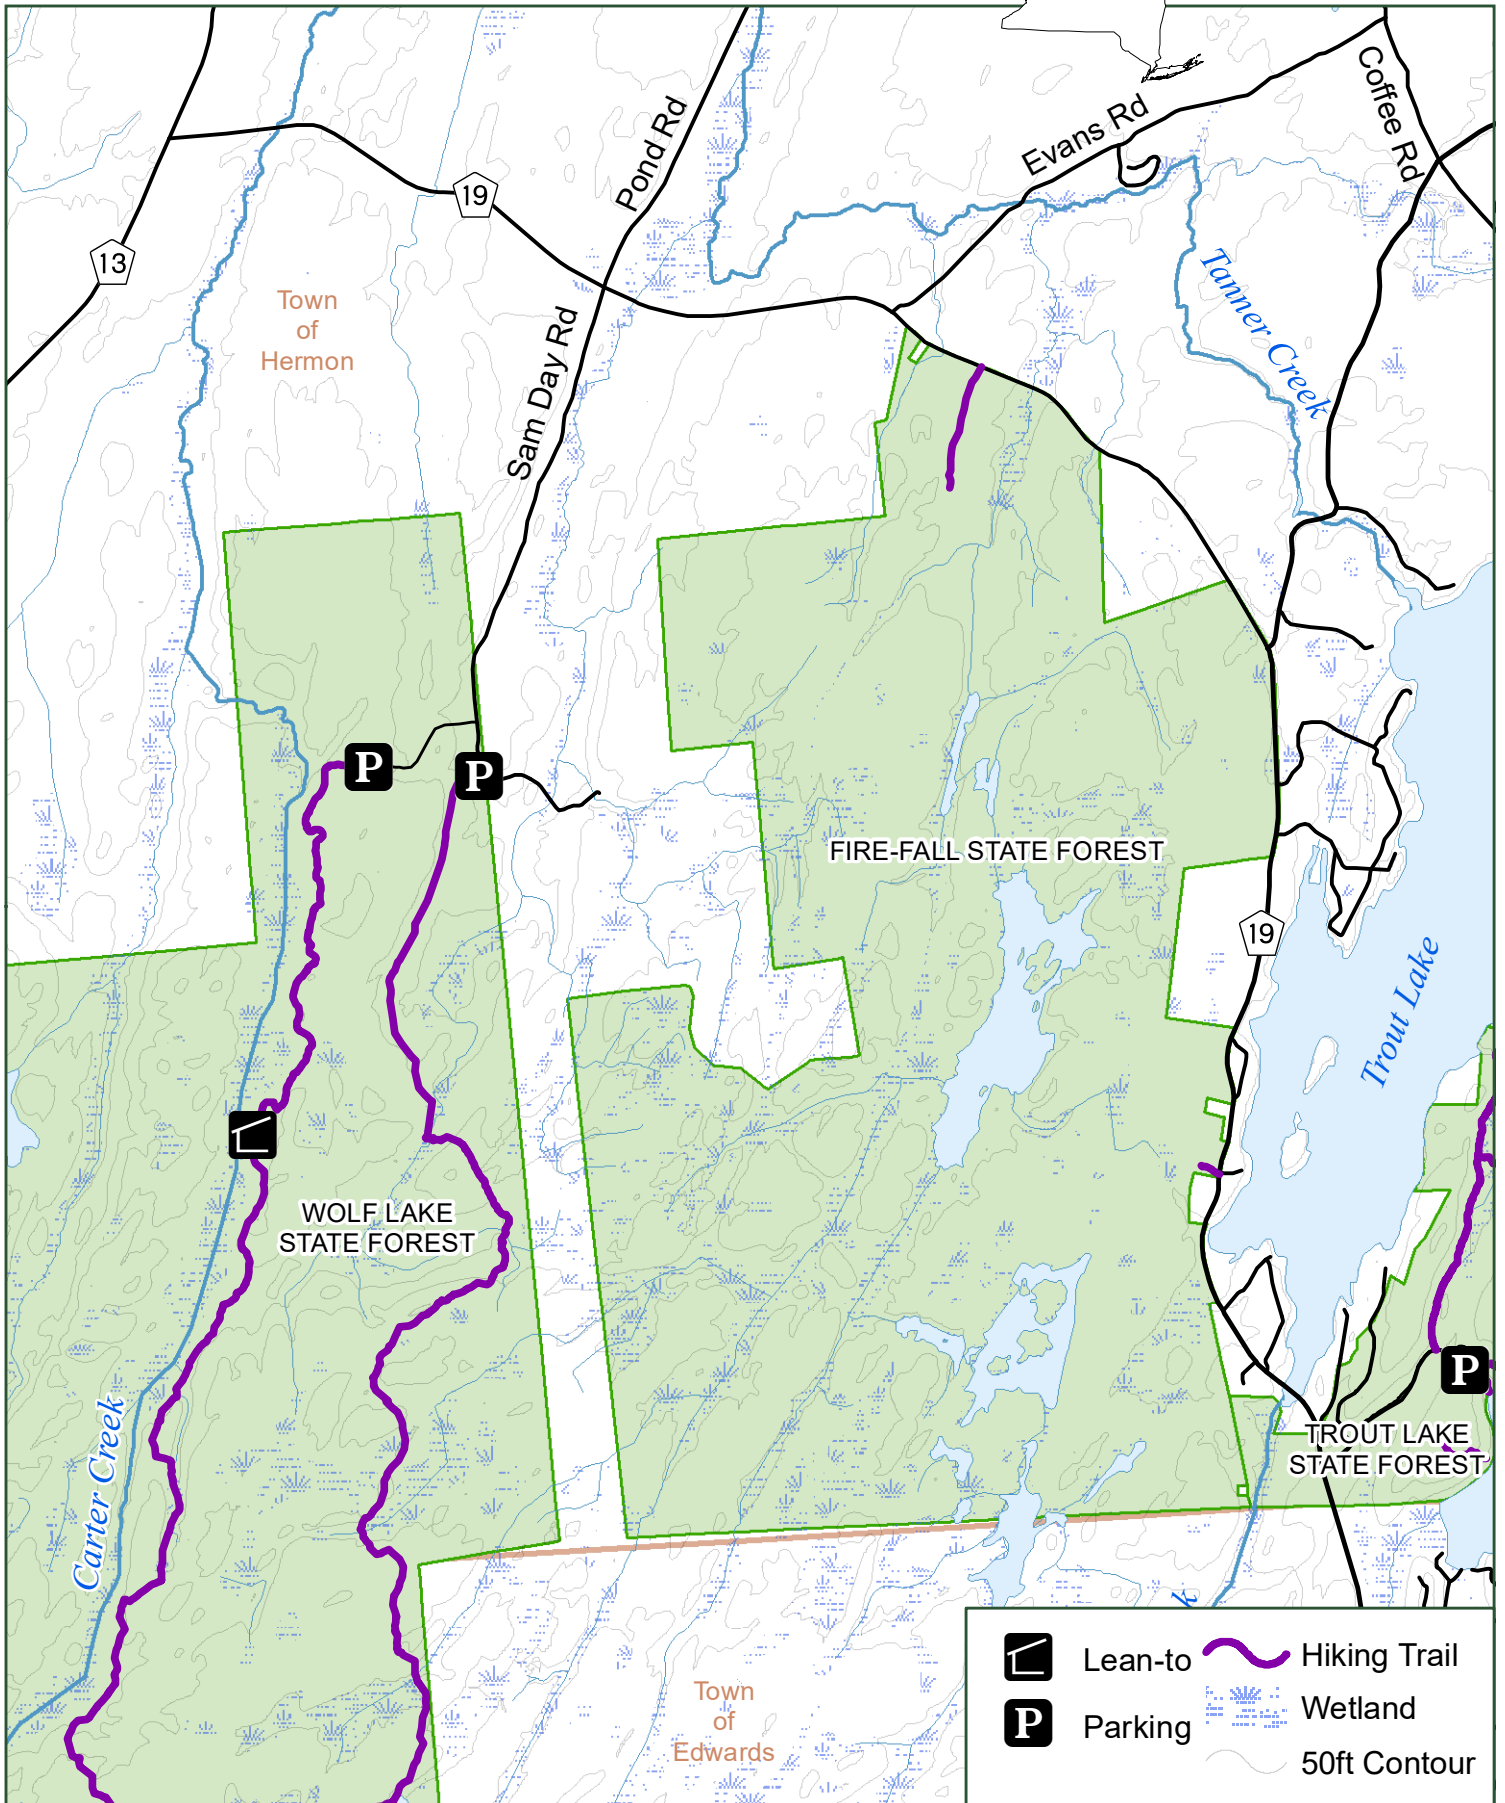 Coffee Rd
Evans Rd
Pond Rd
19
13
Tanner Creek
Town
of
Hermon
Sam Day Rd
P
P
FIRE-FALL STATE FOREST
19
Trout Lake
WOLF LAKE
STATE FOREST
P
Carter Creek
TROUT LAKE
STATE FOREST
k
Town
of
Edwards
Lean-to
Hiking Trail
Wetland
P
Parking
50ft Contour